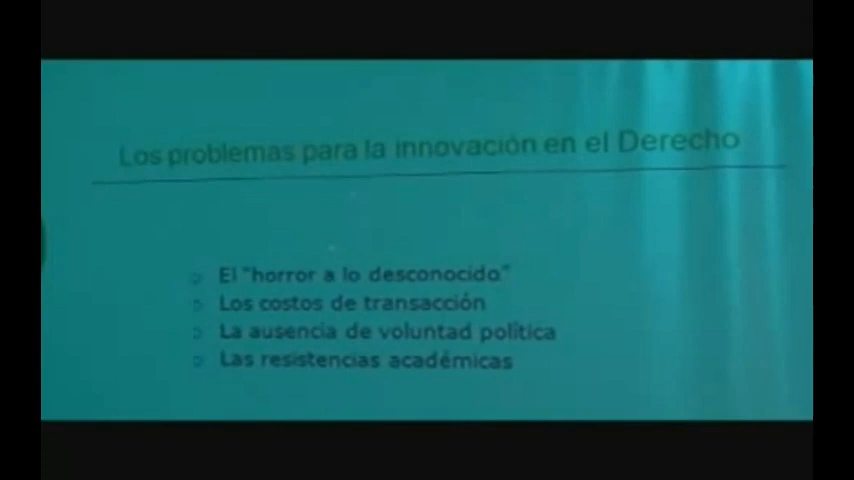 Los problemas para la innovación en el Derecho
El "horror a lo desconocido"
Los costos de transacción
La ausencia de voluntad política
Las resistencias académicas